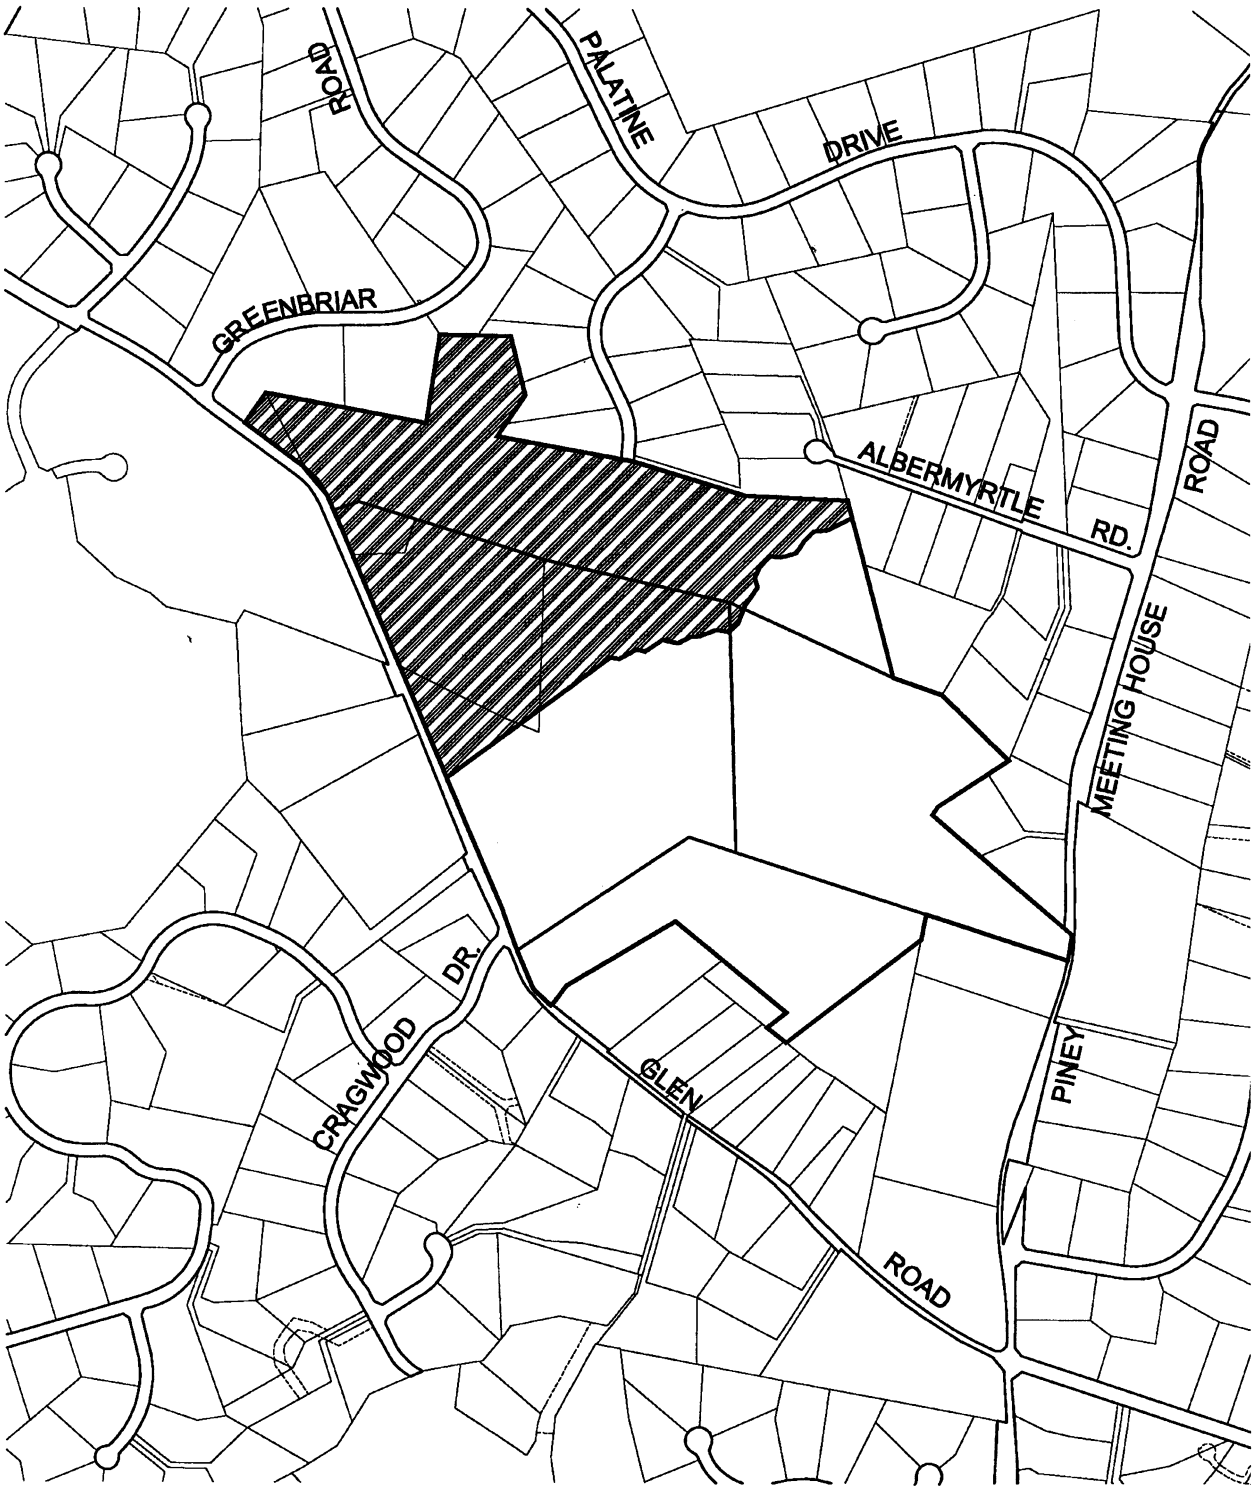 ROAD
PALATINE
DRIVE
GREENBRIAR
ALBERMYRTLE
RD.
ROAD
MEETING HOUSE
DR.
CRAGWOOD
GLEN
PINEY
ROAD